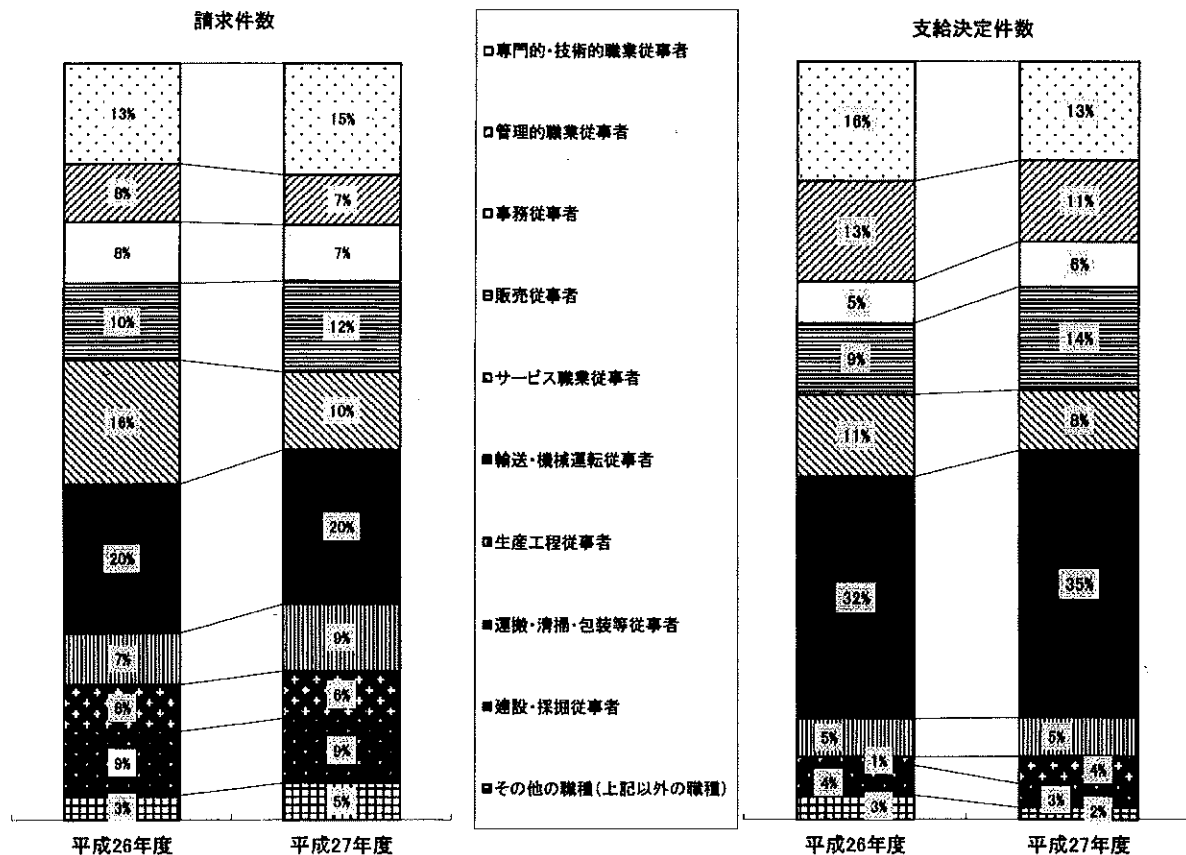 請求件数
13%
8%
8%
10%
16%
20%
7%
6%
9%
3%
平成26年度
15%
7%
7%
12%
10%
20%
9%
6%
9%
5%
平成27年度
専門的・技術的職業従事者
管理的職業従事者
事務従事者
販売従事者
サービス職業従事者
輸送・機械運転従事者
生産工程従事者
運搬・清掃・包装等従事者
建設・採掘従事者
その他の職種(上記以外の職種)
支給決定件数
16%
13%
5%
9%
11%
32%
5%
1%
4%
3%
平成26年度
13%
11%
6%
14%
8%
35%
5%
4%
3%
2%
平成27年度